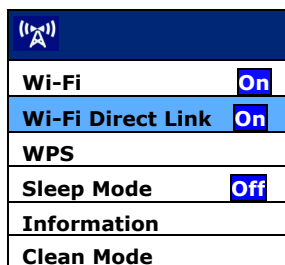 Wi-Fi On
Wi-Fi Direct Link On
WPS
Sleep Mode Off
Information
Clean Mode